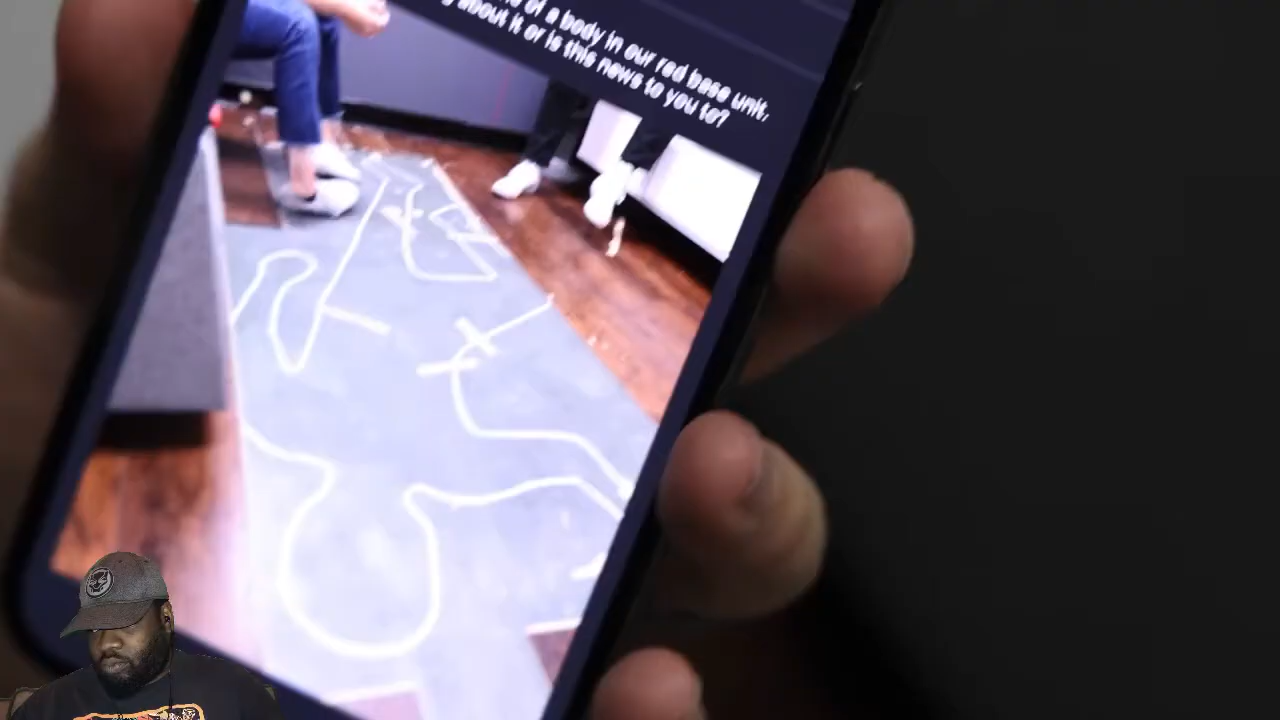 of a body in our red base unit,
about it or is this news to you to?